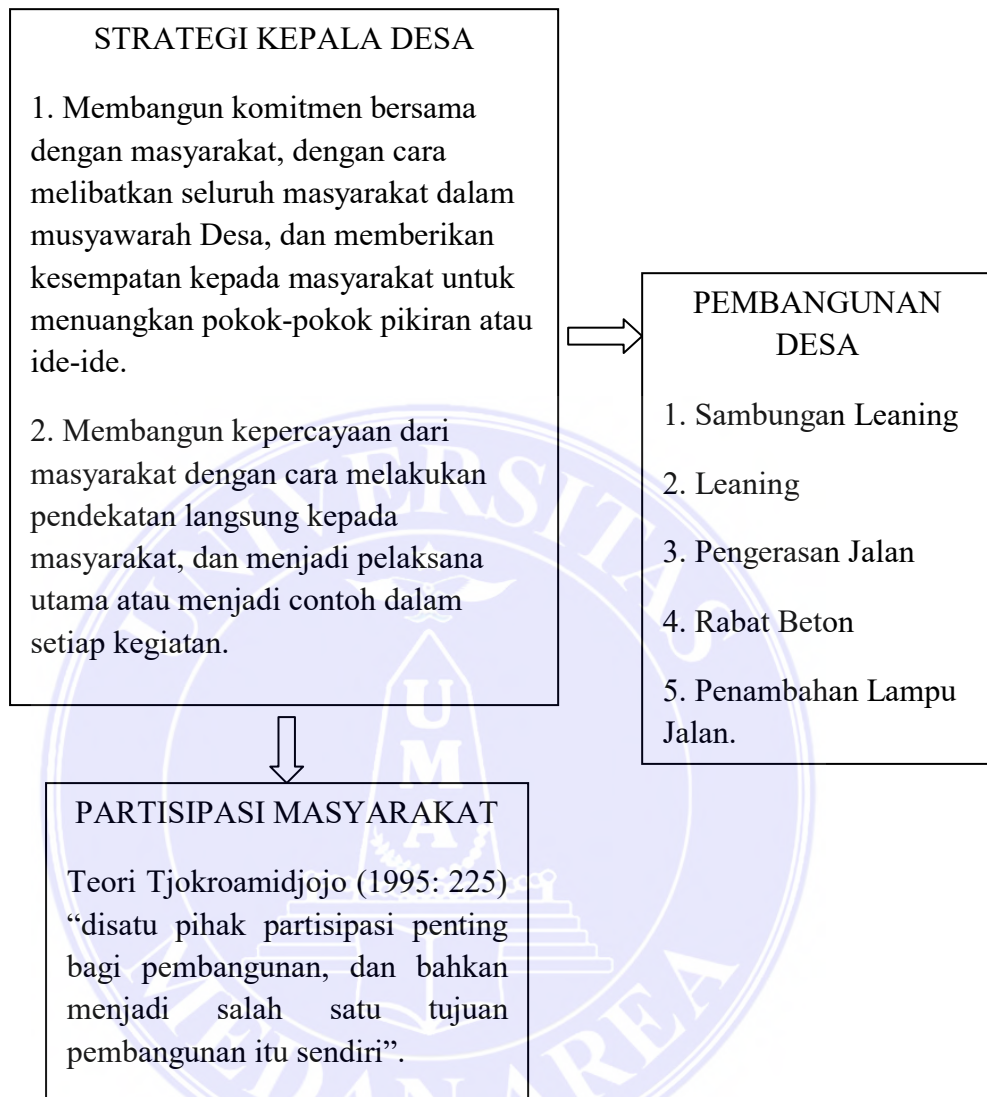 STRATEGI KEPALA DESA
1. Membangun komitmen bersama
dengan masyarakat, dengan cara
melibatkan seluruh masyarakat dalam
musyawarah Desa, dan memberikan
kesempatan kepada masyarakat untuk
menuangkan pokok-pokok pikiran atau
ide-ide.
2. Membangun kepercayaan dari
masyarakat dengan cara melakukan
pendekatan langsung kepada
masyarakat, dan menjadi pelaksana
utama atau menjadi contoh dalam
setiap kegiatan.
PEMBANGUNAN
DESA
1. Sambungan Leaning
2. Leaning
3. Pengerasan Jalan
4. Rabat Beton
5. Penambahan Lampu
Jalan.
PARTISIPASI MASYARAKAT
Teori Tjokroamidjojo (1995: 225)
“disatu pihak partisipasi penting
bagi pembangunan, dan bahkan
menjadi salah satu tujuan
pembangunan itu sendiri”.
UNIVERSITAS
MEDAN AREA
UMA